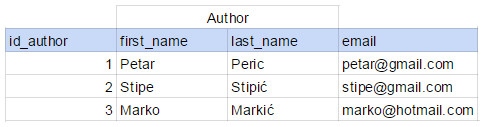 Author
id_author first_name last_name email
1 Petar Peric petar@gmail.com
2 Stipe Stipić stipe@gmail.com
3 Marko Markić marko@hotmail.com